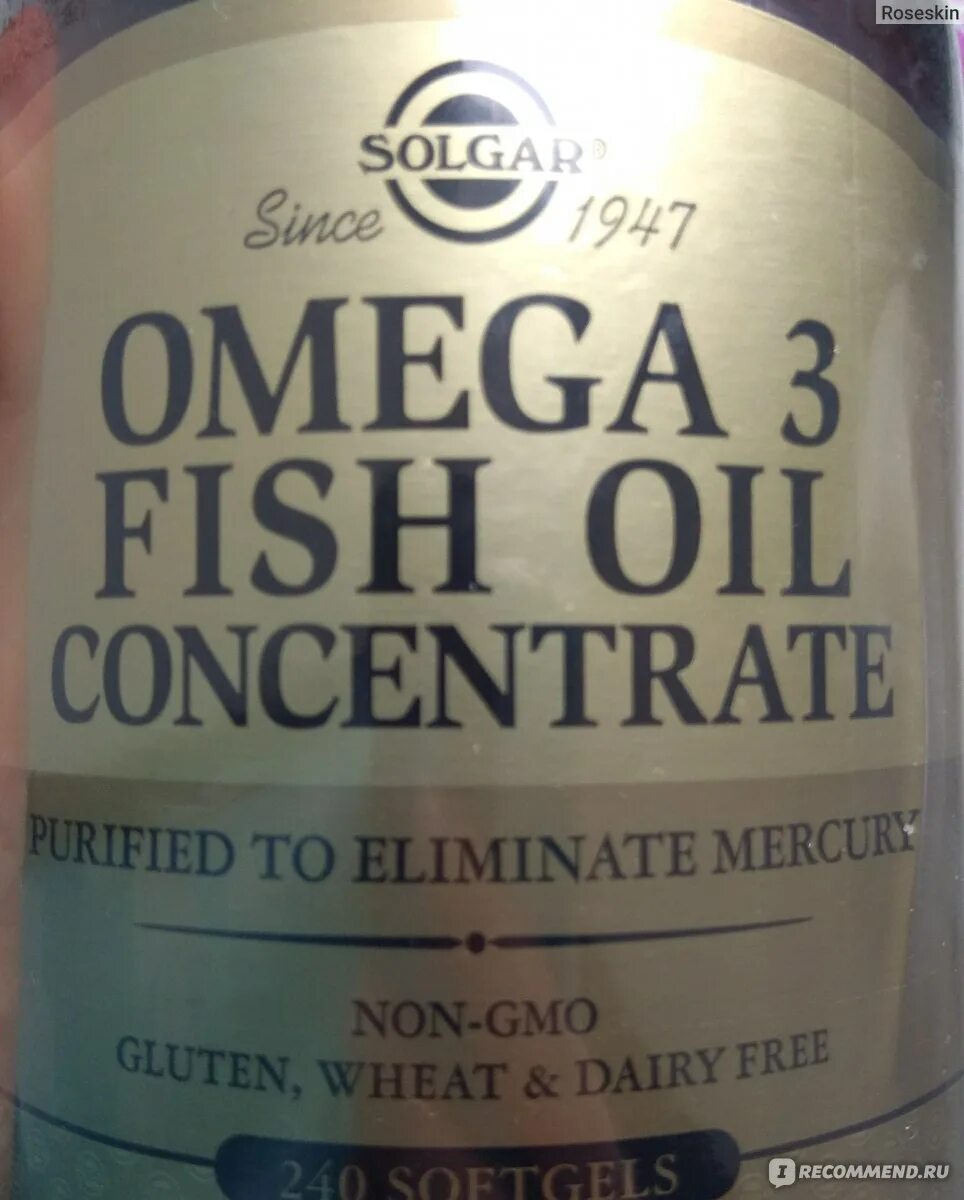 Roseskin
SOLGAR®
Since 1947
OMEGA 3
FISH OIL
CONCENTRATE
PURIFIED TO ELIMINATE MERCURY
NON-GMO
GLUTEN, WHEAT & DAIRY FREE
240 SOFTGELS
I RECOMMEND.RU